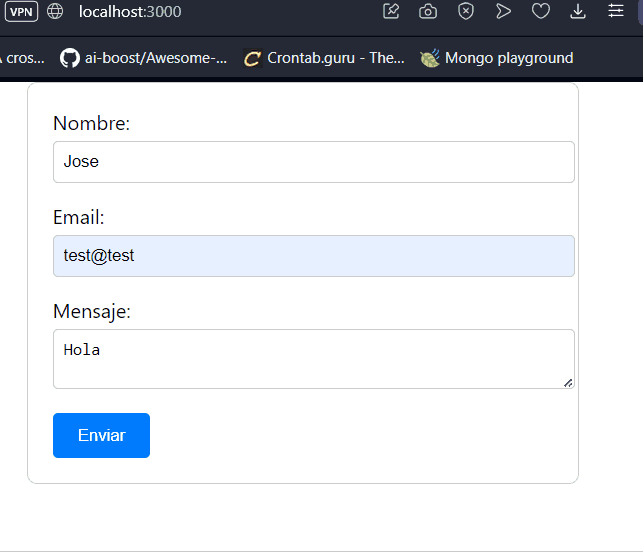 VPN localhost:3000
A cros... ai-boost/Awesome-... Crontab.guru - The... Mongo playground
Nombre:
Jose
Email:
test@test
Mensaje:
Hola
Enviar